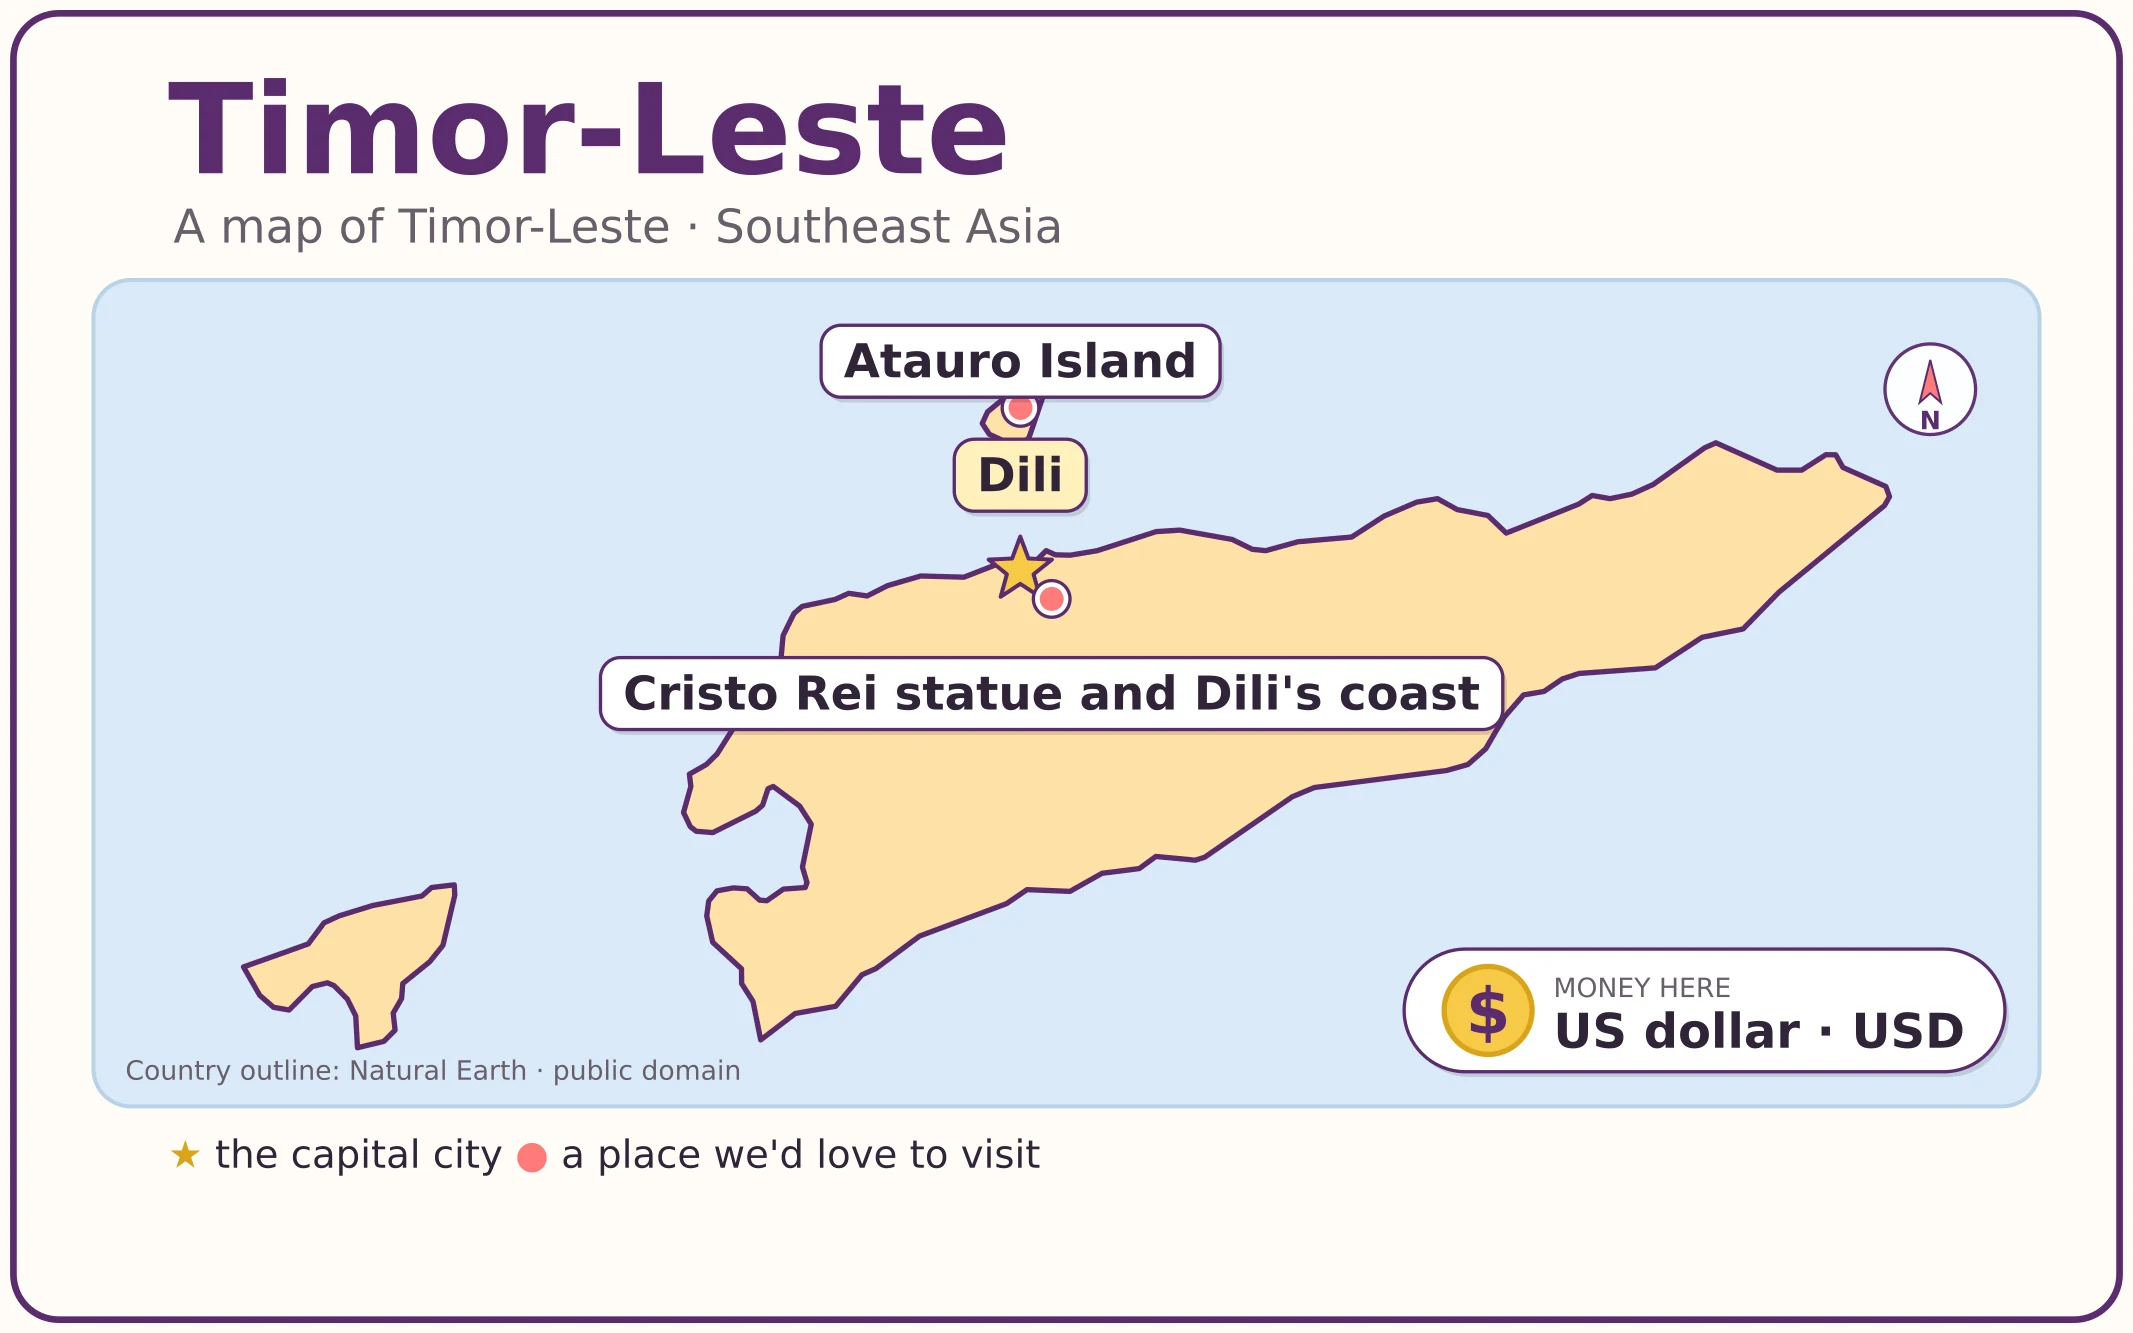 Timor-Leste
A map of Timor-Leste · Southeast Asia
Atauro Island
N
Dili
Cristo Rei statue and Dili's coast
$
MONEY HERE
US dollar · USD
Country outline: Natural Earth · public domain
★ the capital city ● a place we'd love to visit